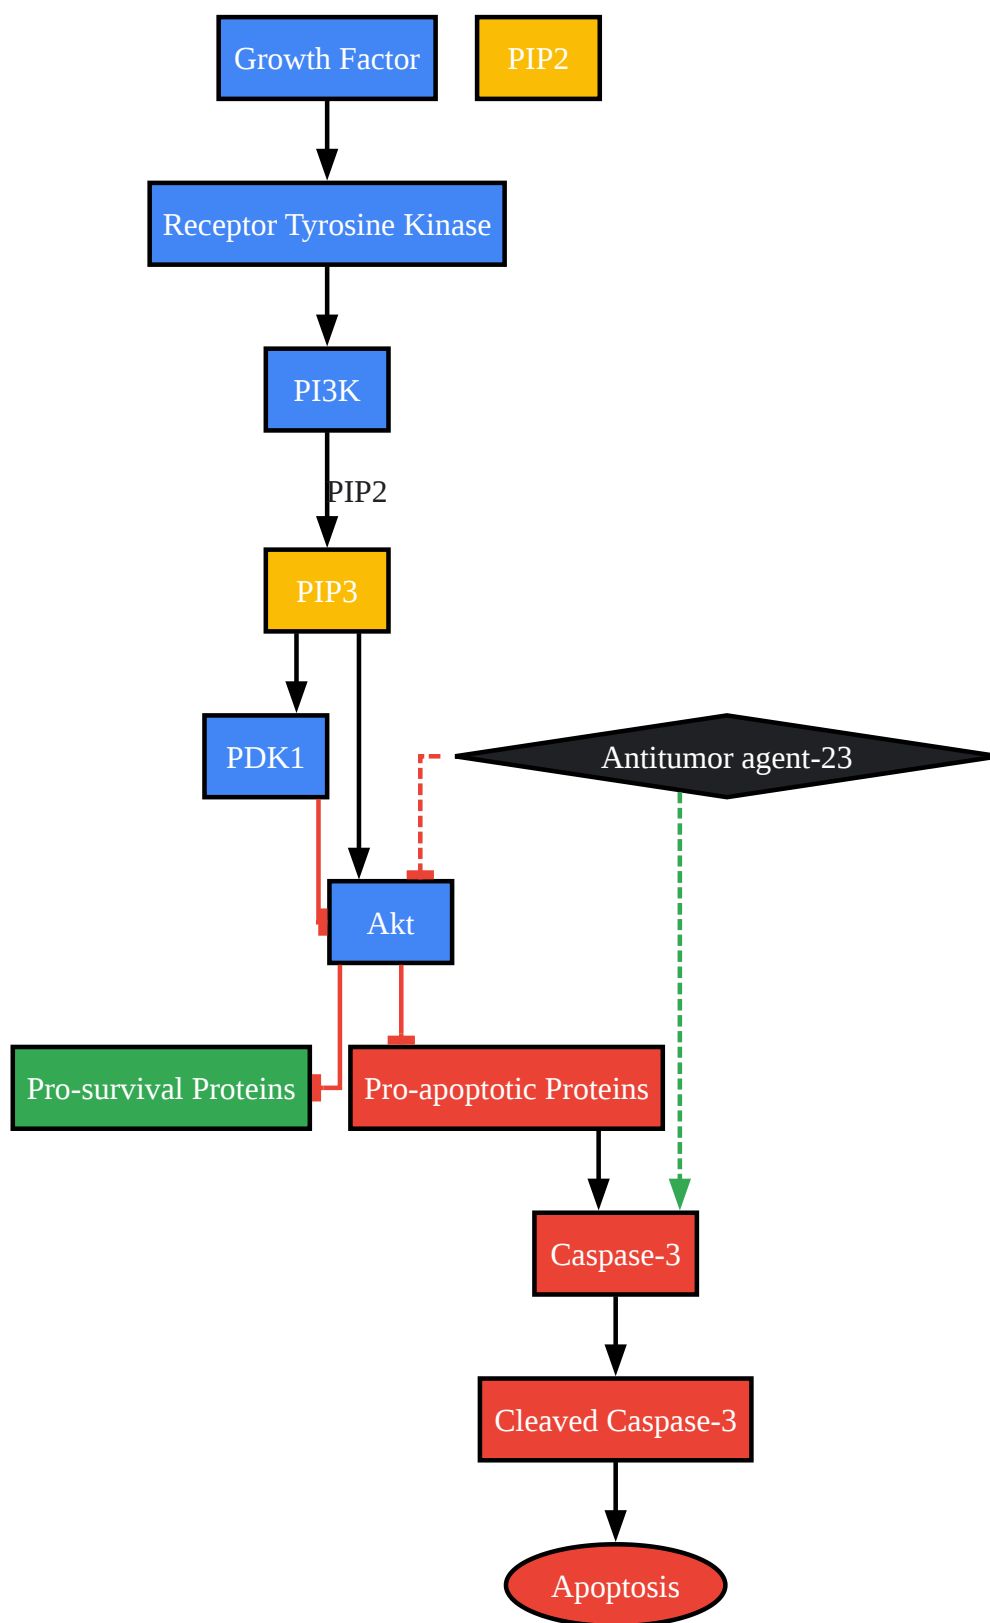 Growth Factor
PIP2
Receptor Tyrosine Kinase
PI3K
PIP2
PIP3
PDK1
Antitumor agent-23
Akt
Pro-survival Proteins
Pro-apoptotic Proteins
Caspase-3
Cleaved Caspase-3
Apoptosis